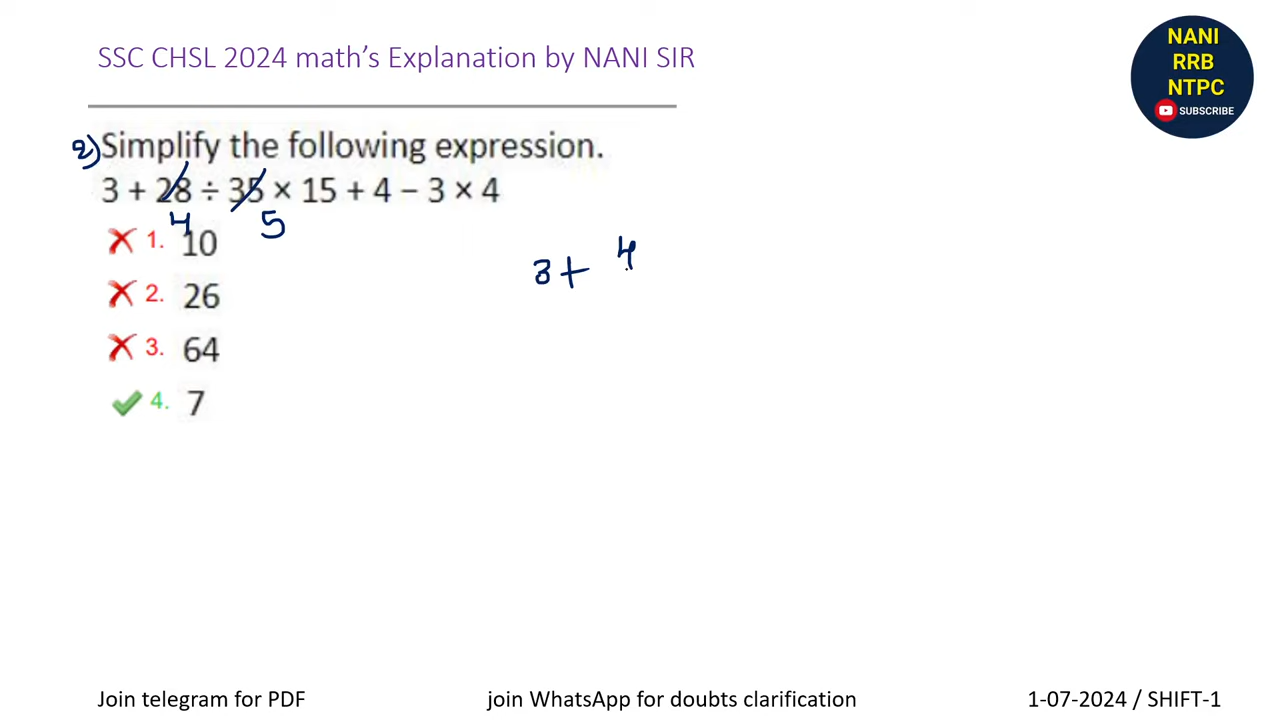 SSC CHSL 2024 math’s Explanation by NANI SIR
NANI
RRB
NTPC
SUBSCRIBE
2) Simplify the following expression.
3 + 28 ÷ 35 × 15 + 4 − 3 × 4
4 5
1. 10
3 + 4
2. 26
3. 64
4. 7
Join telegram for PDF
join WhatsApp for doubts clarification
1-07-2024 / SHIFT-1